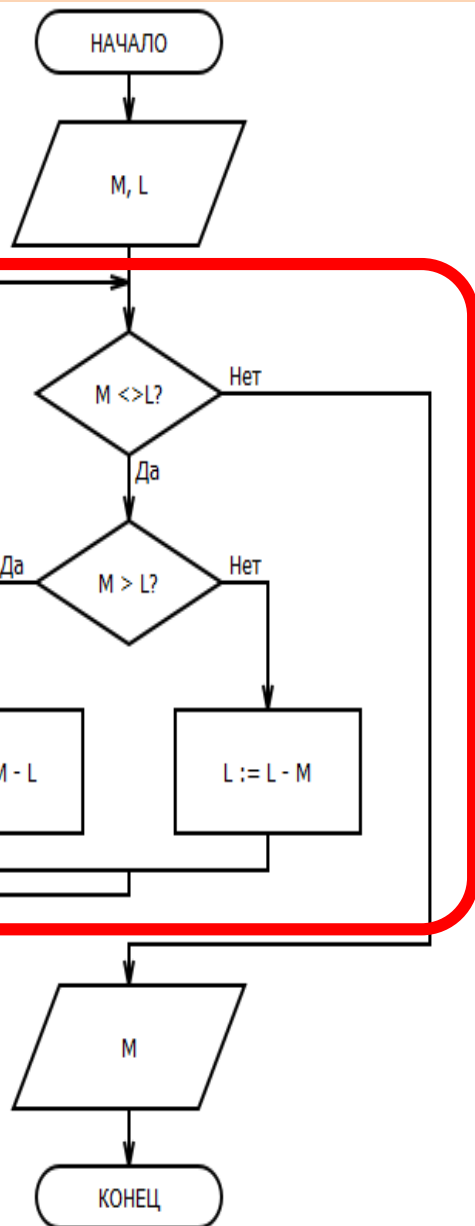 НАЧАЛО
M, L
M <>L?
Нет
Да
M > L?
Да
Нет
- L
L := L - M
M
КОНЕЦ